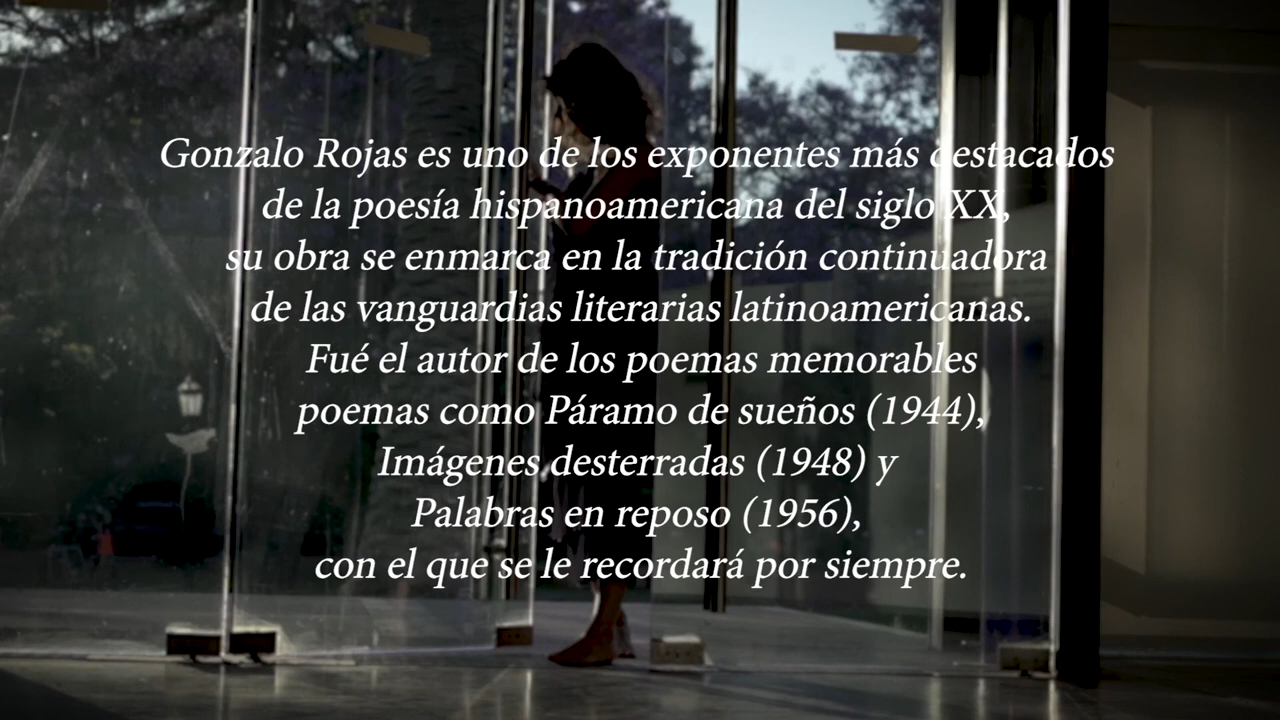 Gonzalo Rojas es uno de los exponentes más destacados
de la poesía hispanoamericana del siglo XX,
su obra se enmarca en la tradición continuadora
de las vanguardias literarias latinoamericanas.
Fué el autor de los poemas memorables
poemas como Páramo de sueños (1944),
Imágenes desterradas (1948) y
Palabras en reposo (1956),
con el que se le recordará por siempre.